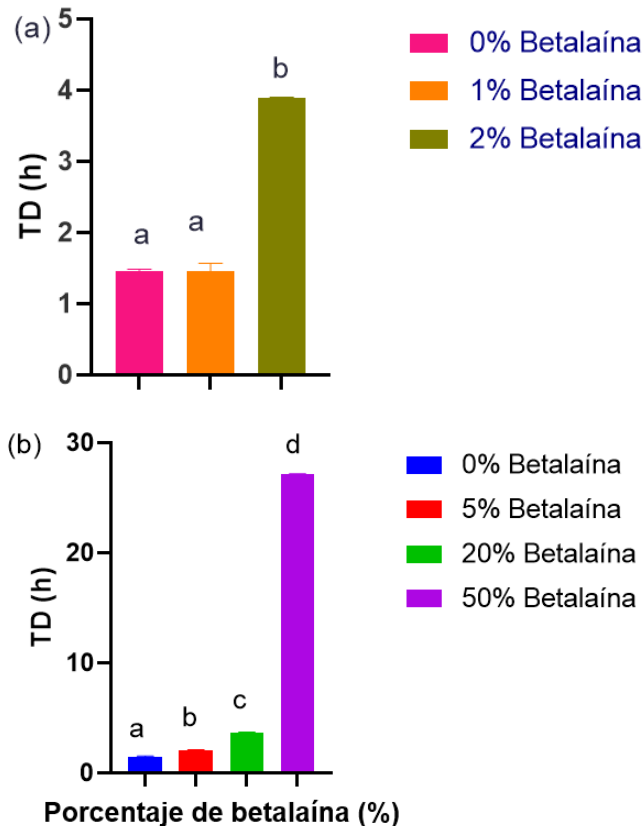 (a)
TD (h)
5
4
3
2
1
0
a
a
b
0% Betalaína
1% Betalaína
2% Betalaína
(b)
TD (h)
30
20
10
0
a
b
c
d
0% Betalaína
5% Betalaína
20% Betalaína
50% Betalaína
Porcentaje de betalaína (%)